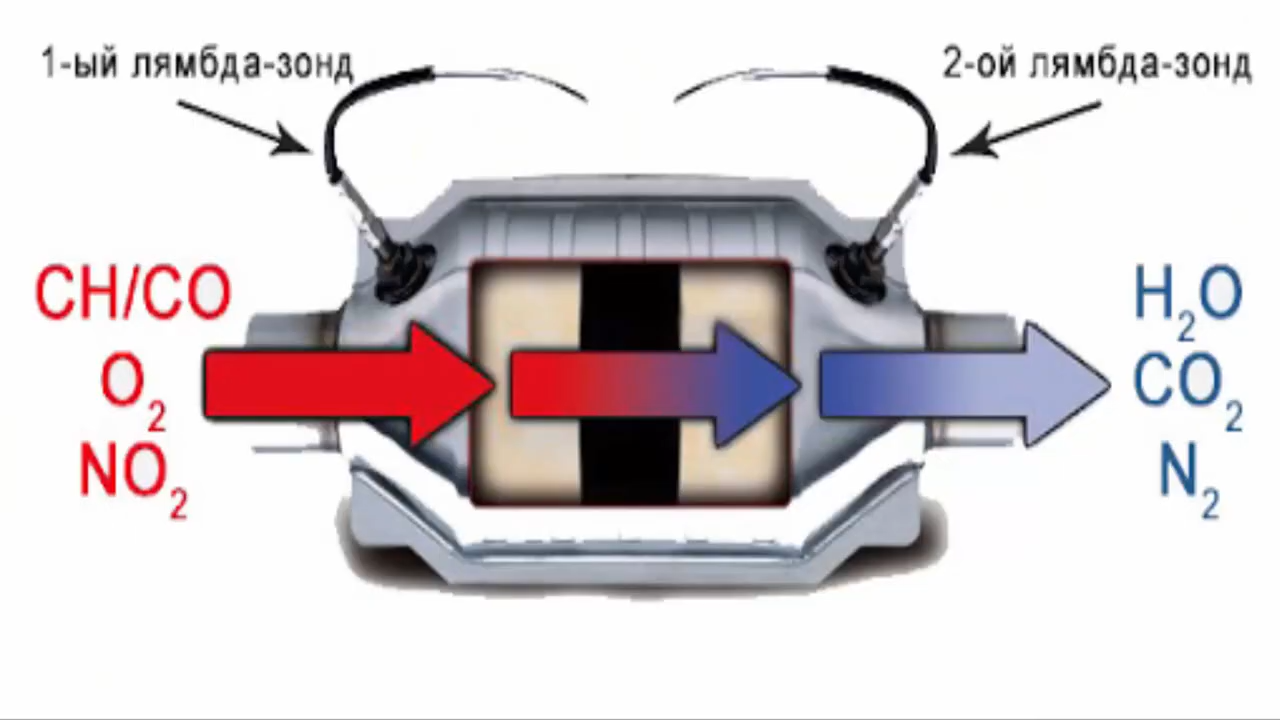 1-ый лямбда-зонд
2-ой лямбда-зонд
CH/CO
O₂
NO₂
H₂O
CO₂
N₂